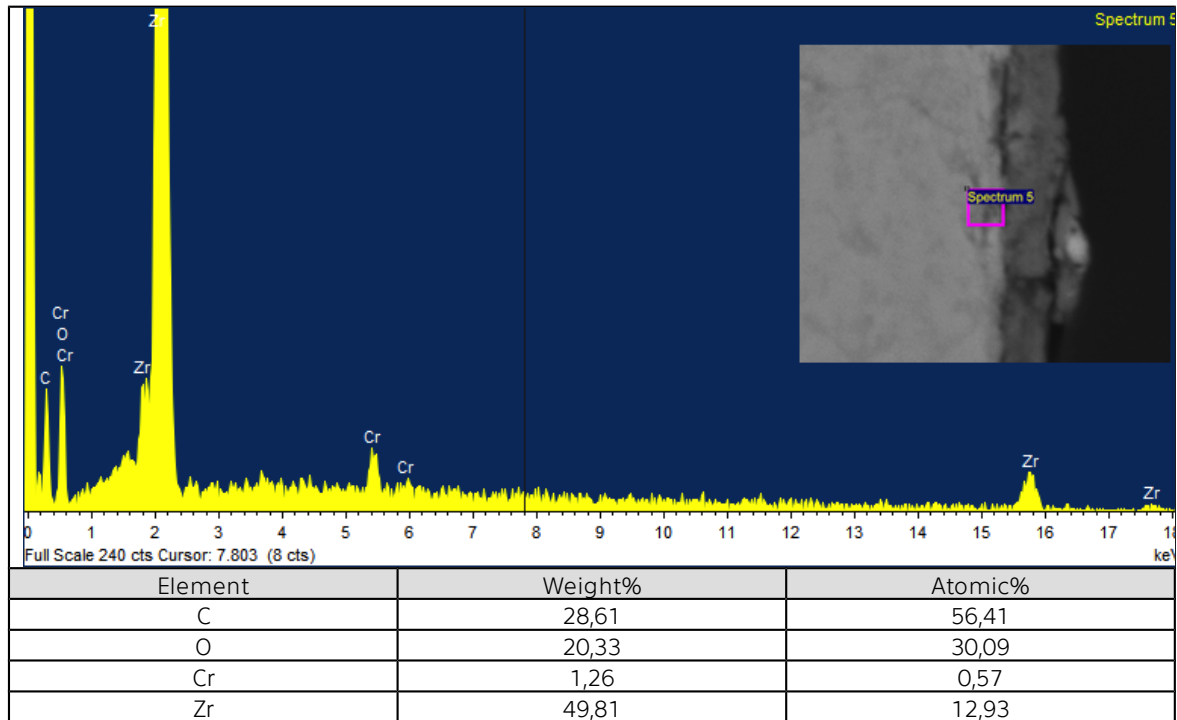 Zr
Spectrum 5
Spectrum 5
Cr
O
Cr
C
Zr
Cr
Cr
Zr
Zr
0 1 2 3 4 5 6 7 8 9 10 11 12 13 14 15 16 17 18
Full Scale 240 cts Cursor: 7.803 (8 cts) keV
Element Weight% Atomic%
C 28,61 56,41
O 20,33 30,09
Cr 1,26 0,57
Zr 49,81 12,93